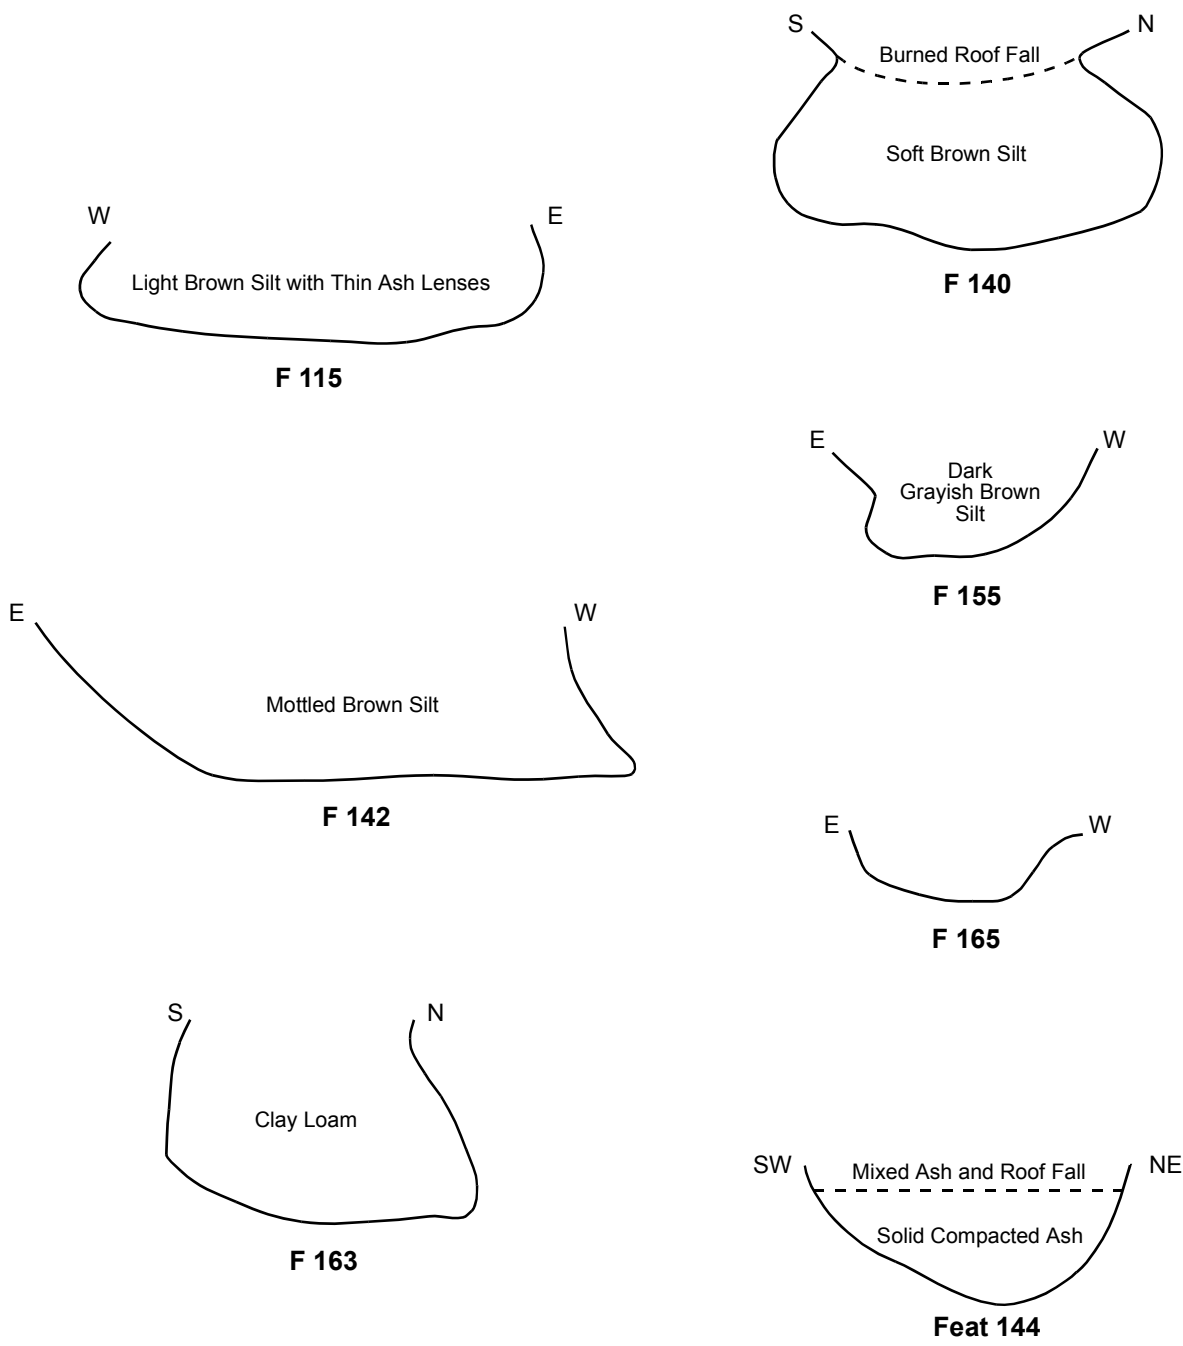 S
N
Burned Roof Fall
Soft Brown Silt
F 140
W
E
Light Brown Silt with Thin Ash Lenses
F 115
E
W
Dark
Grayish Brown
Silt
F 155
E
W
Mottled Brown Silt
F 142
E
W
F 165
S
N
Clay Loam
F 163
SW
NE
Mixed Ash and Roof Fall
Solid Compacted Ash
Feat 144